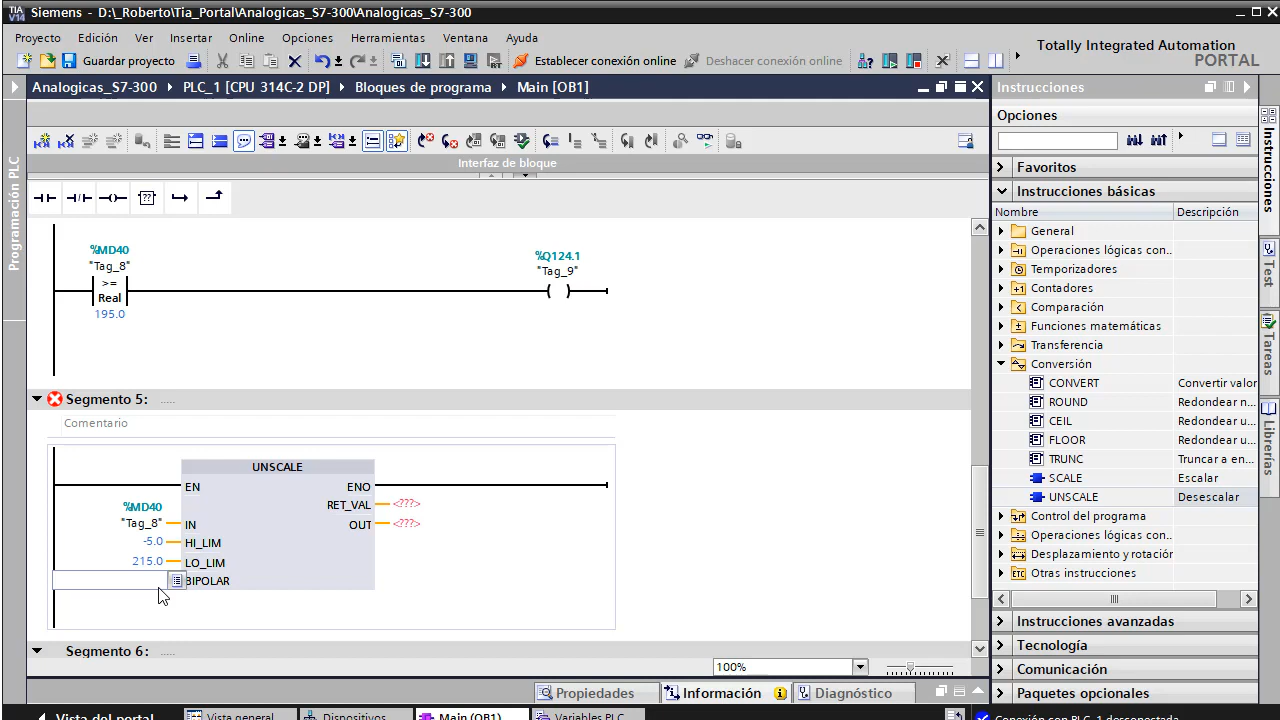 TIA V14 Siemens - D:\_Roberto\Tia_Portal\Analogicas_S7-300\Analogicas_S7-300
Proyecto Edición Ver Insertar Online Opciones Herramientas Ventana Ayuda
Totally Integrated Automation
PORTAL
Guardar proyecto Establecer conexión online Deshacer conexión online
Analogicas_S7-300 PLC_1 [CPU 314C-2 DP] Bloques de programa Main [OB1]
Programación PLC
Interfaz de bloque
??
%MD40
"Tag_8"
>=
Real
195.0
%Q124.1
"Tag_9"
Segmento 5: .....
Comentario
UNSCALE
EN ENO
%MD40
"Tag_8" IN
-5.0 HI_LIM
215.0 LO_LIM
BIPOLAR
RET_VAL <???>
OUT <???>
Segmento 6: .....
100%
Propiedades Información Diagnóstico
Vista del portal Vista general Dispositivos Main (OB1) Variables PLC
Conexión con PLC_1 desconectada
Instrucciones
Opciones
Favoritos
Instrucciones básicas
Nombre Descripción
General
Operaciones lógicas con..
Temporizadores
Contadores
Comparación
Funciones matemáticas
Transferencia
Conversión
CONVERT Convertir valor
ROUND Redondear n...
CEIL Redondear u...
FLOOR Redondear u...
TRUNC Truncar a en...
SCALE Escalar
UNSCALE Desescalar
Control del programa
Operaciones lógicas con..
Desplazamiento y rotación
Otras instrucciones
Instrucciones avanzadas
Tecnología
Comunicación
Paquetes opcionales
Instrucciones
Test
Tareas
Librerías